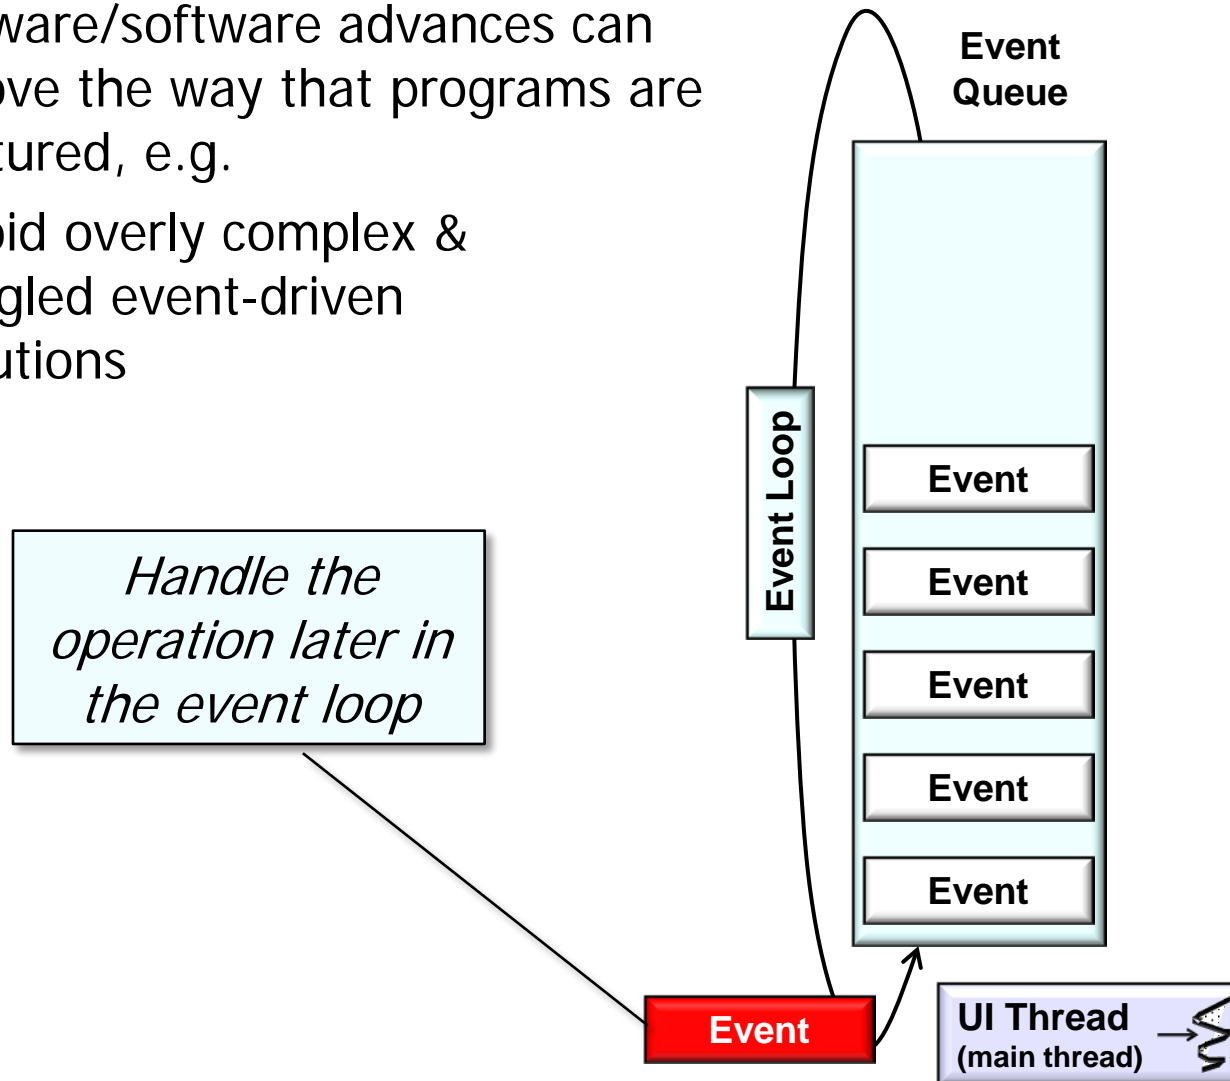 ware/software advances can
ove the way that programs are
tured, e.g.
oid overly complex &
gled event-driven
utions
Event
Queue
Event Loop
Event
Event
Event
Event
Event
Handle the
operation later in
the event loop
Event
UI Thread
(main thread)